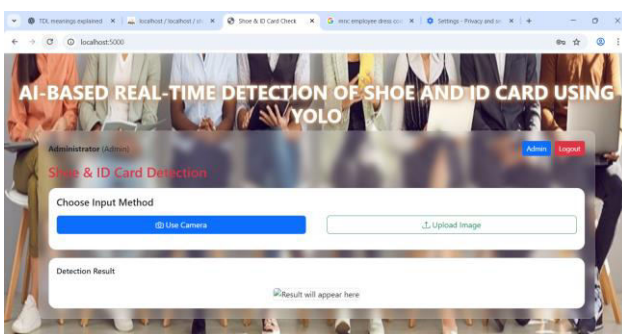 TDL meanings explained
localhost / localhost / 
Shoe & ID Card Check
mnc employee dress co
Settings - Privacy and
localhost:5000
AI-BASED REAL-TIME DETECTION OF SHOE AND ID CARD USING
YOLO
Administrator (Admin)
Admin
Logout
Shoe & ID Card Detection
Choose Input Method
Use Camera
Upload Image
Detection Result
Result will appear here